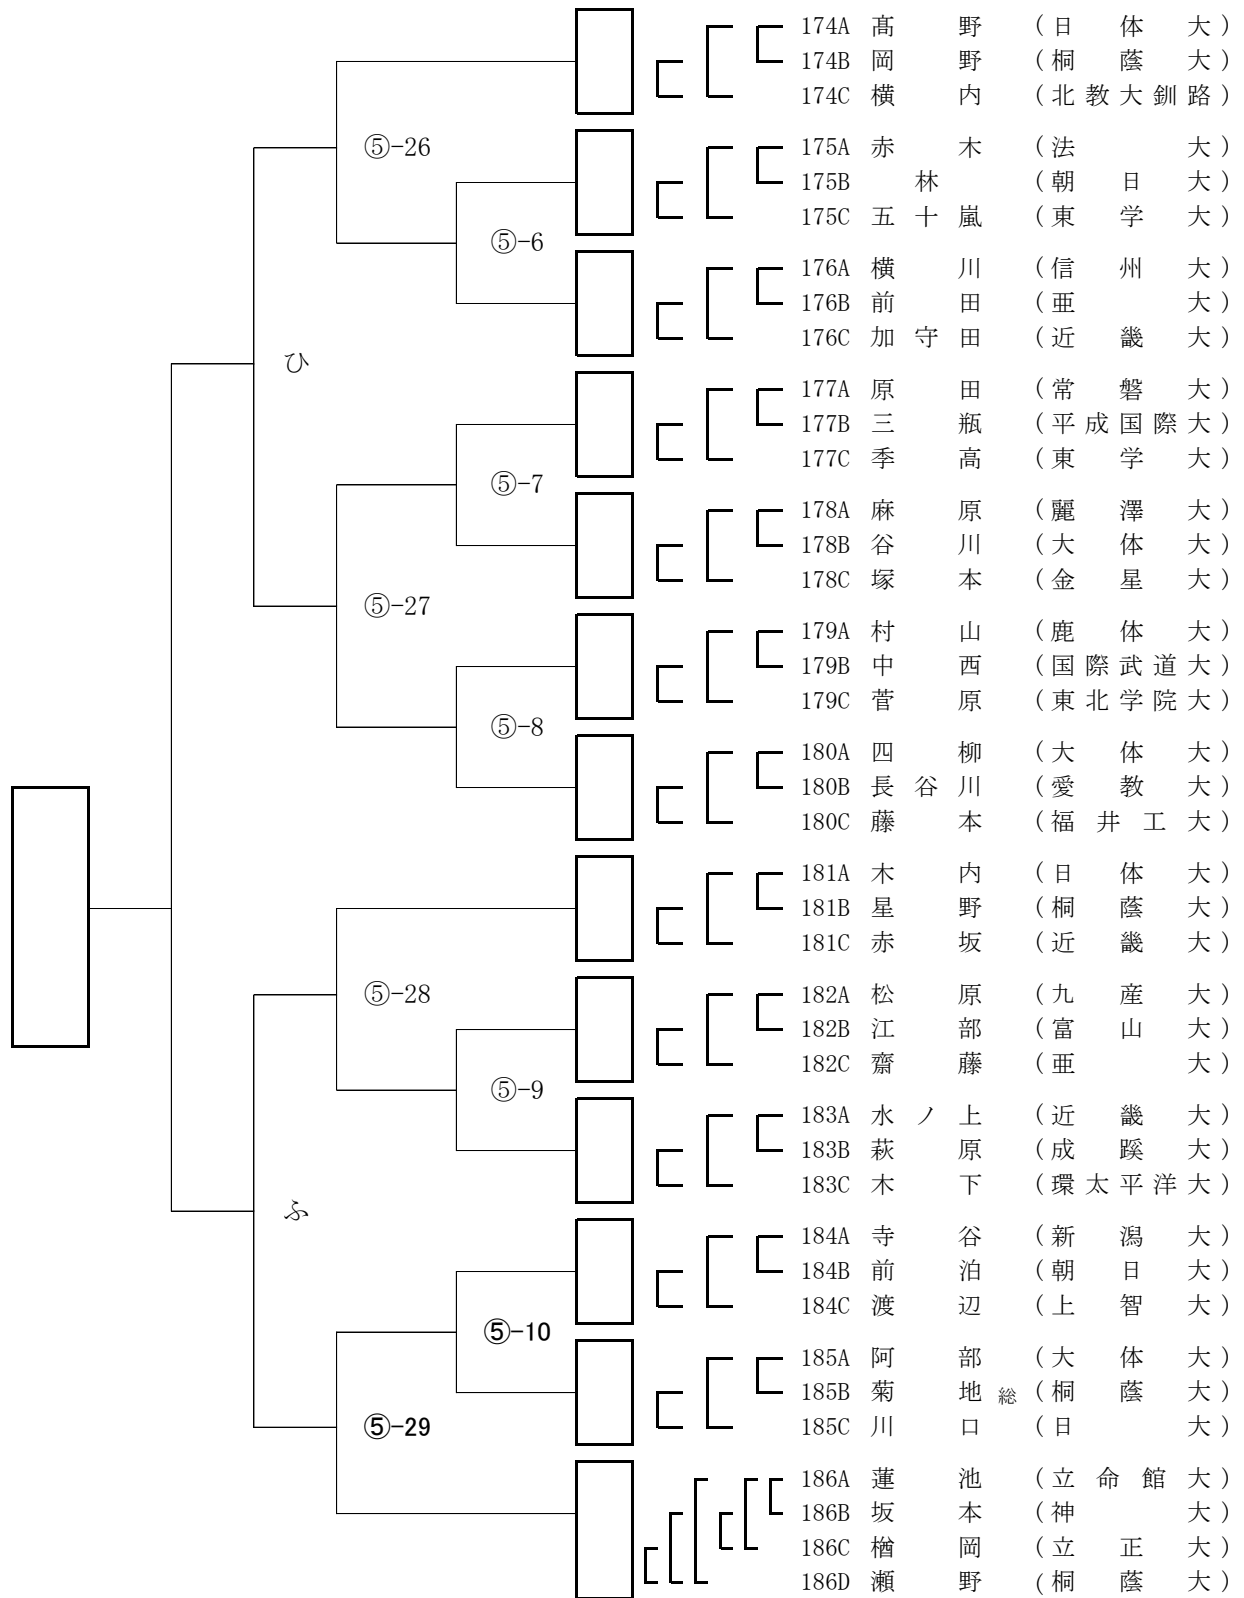 174A 髙野 (日体大)
174B 岡野 (桐蔭大)
174C 横内 (北教大釧路)
⑤-26
175A 赤木 (法大)
175B 林 (朝日大)
175C 五十嵐 (東学大)
⑤-6
176A 横川 (信州大)
176B 前田 (亜大)
176C 加守田 (近畿大)
ひ
177A 原田 (常磐大)
177B 三瓶 (平成国際大)
177C 季高 (東学大)
⑤-7
178A 麻原 (麗澤大)
178B 谷川 (大体大)
178C 塚本 (金星大)
⑤-27
179A 村山 (鹿体大)
179B 中西 (国際武道大)
179C 菅原 (東北学院大)
⑤-8
180A 四柳 (大体大)
180B 長谷川 (愛教大)
180C 藤本 (福井工大)
181A 木内 (日体大)
181B 星野 (桐蔭大)
181C 赤坂 (近畿大)
⑤-28
182A 松原 (九産大)
182B 江部 (富山大)
182C 齋藤 (亜大)
⑤-9
183A 水ノ上 (近畿大)
183B 萩原 (成蹊大)
183C 木下 (環太平洋大)
ふ
184A 寺谷 (新潟大)
184B 前泊 (朝日大)
184C 渡辺 (上智大)
⑤-10
185A 阿部 (大体大)
185B 菊地 総 (桐蔭大)
185C 川口 (日大)
⑤-29
186A 蓮池 (立命館大)
186B 坂本 (神大)
186C 楢岡 (立正大)
186D 瀬野 (桐蔭大)